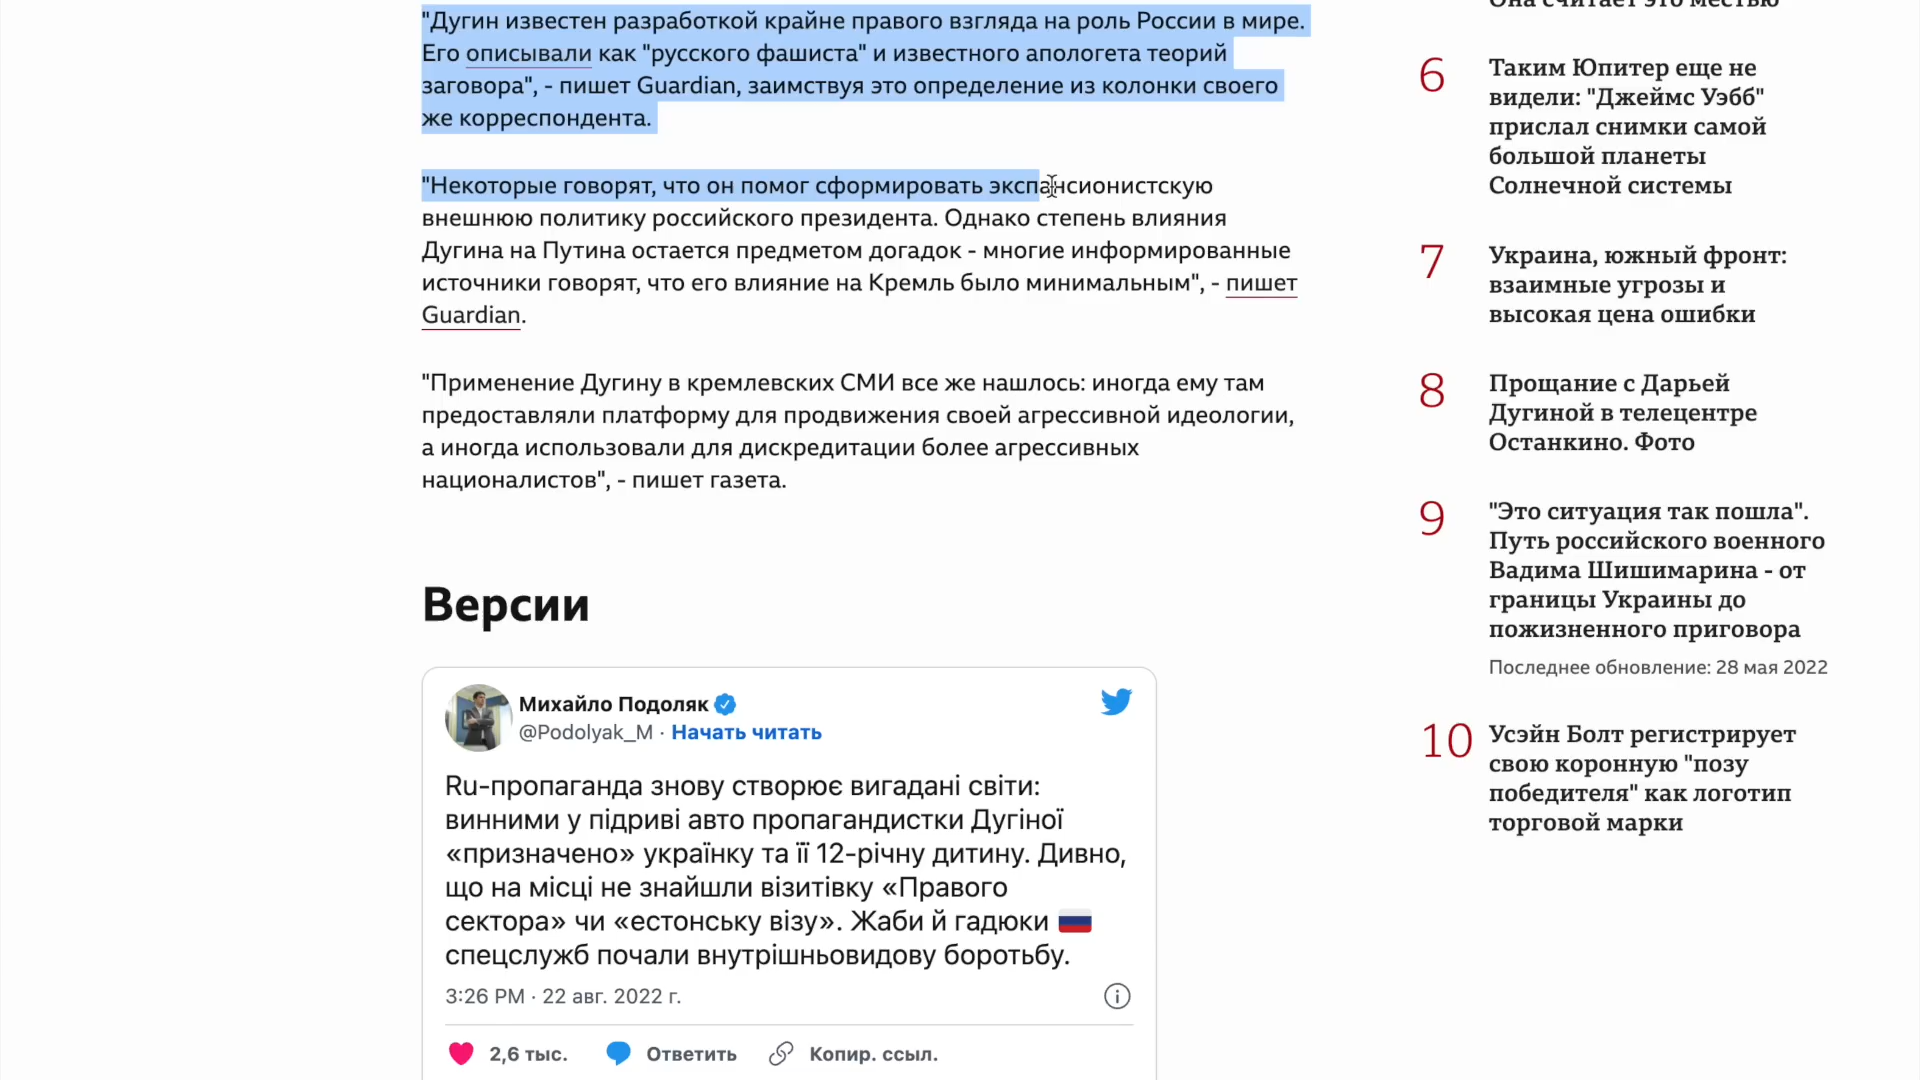 "Дугин известен разработкой крайне правого взгляда на роль России в мире.
Его описывали как "русского фашиста" и известного апологета теорий
заговора", - пишет Guardian, заимствуя это определение из колонки своего
же корреспондента.
"Некоторые говорят, что он помог сформировать экспансионистскую
внешнюю политику российского президента. Однако степень влияния
Дугина на Путина остается предметом догадок - многие информированные
источники говорят, что его влияние на Кремль было минимальным", - пишет
Guardian.
"Применение Дугину в кремлевских СМИ все же нашлось: иногда ему там
предоставляли платформу для продвижения своей агрессивной идеологии,
а иногда использовали для дискредитации более агрессивных
националистов", - пишет газета.
Версии
Михайло Подоляк
@Podolyak_M · Начать читать
Ru-пропаганда знову створює вигадані світи:
винними у підриві авто пропагандистки Дугіної
«призначено» українку та її 12-річну дитину. Дивно,
що на місці не знайшли візитівку «Правого
сектора» чи «естонську візу». Жаби й гадюки 🇷🇺
спецслужб почали внутрішньовидову боротьбу.
3:26 PM · 22 авг. 2022 г.
2,6 тыс. Ответить Копир. ссыл.
Она считает это местью
6 Таким Юпитер еще не
видели: "Джеймс Уэбб"
прислал снимки самой
большой планеты
Солнечной системы
7 Украина, южный фронт:
взаимные угрозы и
высокая цена ошибки
8 Прощание с Дарьей
Дугиной в телецентре
Останкино. Фото
9 "Это ситуация так пошла".
Путь российского военного
Вадима Шишимарина - от
границы Украины до
пожизненного приговора
Последнее обновление: 28 мая 2022
10 Усэйн Болт регистрирует
свою коронную "позу
победителя" как логотип
торговой марки